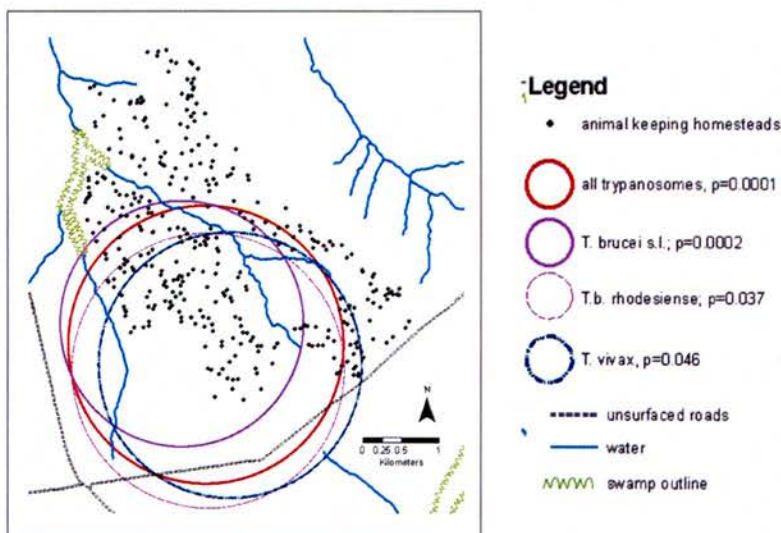 N
0 0.25 0.5 1
Kilometers
Legend
animal keeping homesteads
all trypanosomes, p=0.0001
T. brucei s.l.; p=0.0002
T.b. rhodesiense; p=0.037
T. vivax, p=0.046
unsurfaced roads
water
swamp outline